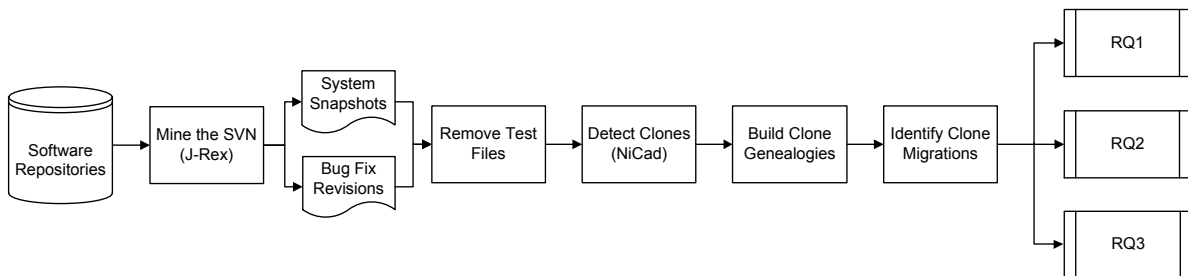 Software
Repositories
Mine the SVN
(J-Rex)
System
Snapshots
Bug Fix
Revisions
Remove Test
Files
Detect Clones
(NiCad)
Build Clone
Genealogies
Identify Clone
Migrations
RQ1
RQ2
RQ3